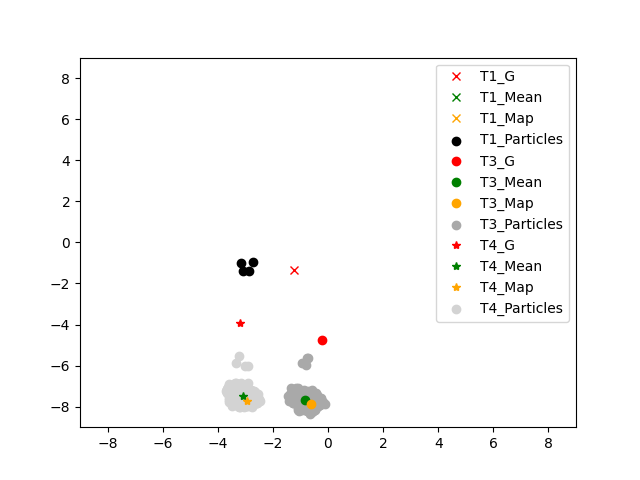 8
6
4
2
0
−2
−4
−6
−8
−8
−6
−4
−2
0
2
4
6
8
T1_G
T1_Mean
T1_Map
T1_Particles
T3_G
T3_Mean
T3_Map
T3_Particles
T4_G
T4_Mean
T4_Map
T4_Particles